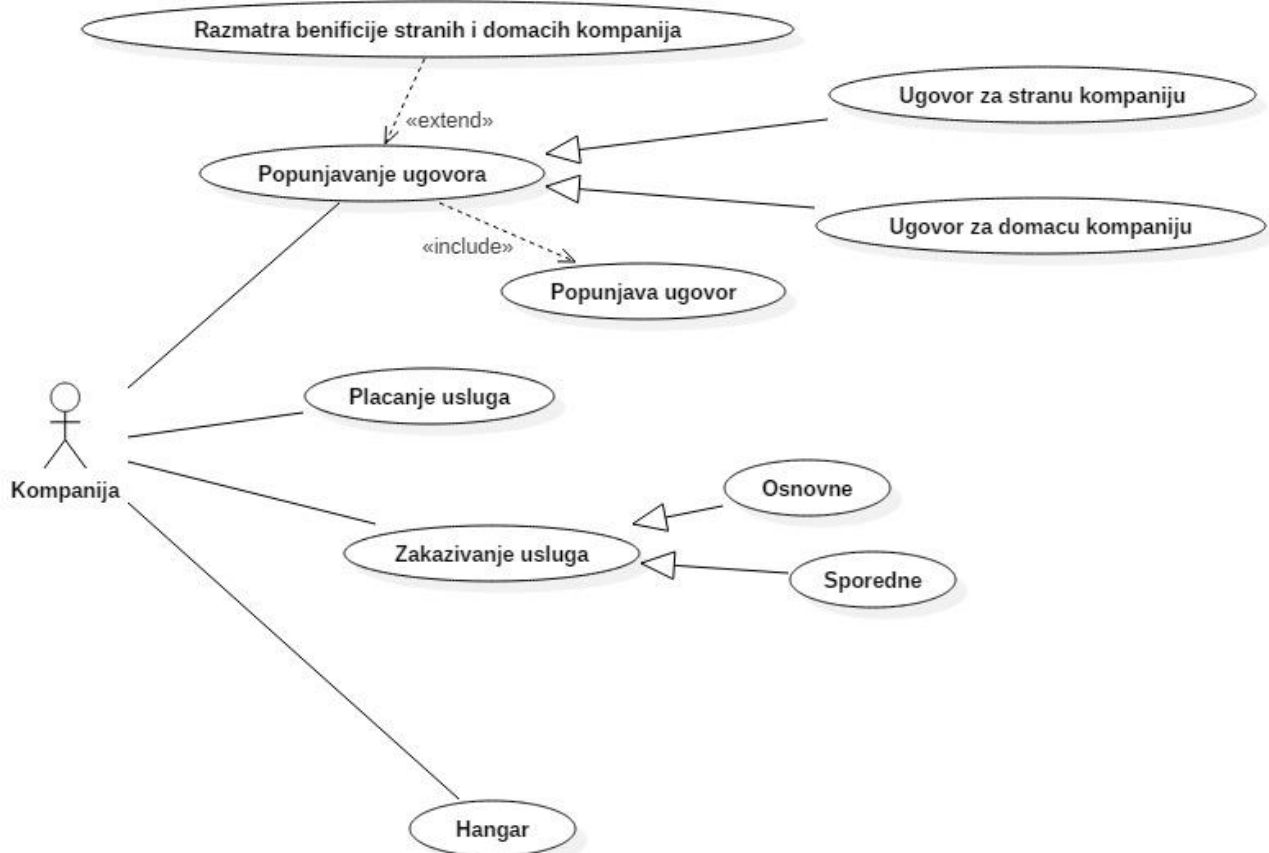 Razmatra benificije stranih i domacih kompanija
Ugovor za stranu kompaniju
«extend»
Popunjavanje ugovora
Ugovor za domacu kompaniju
«include»
Popunjava ugovor
Placanje usluga
Kompanija
Osnovne
Zakazivanje usluga
Sporedne
Hangar